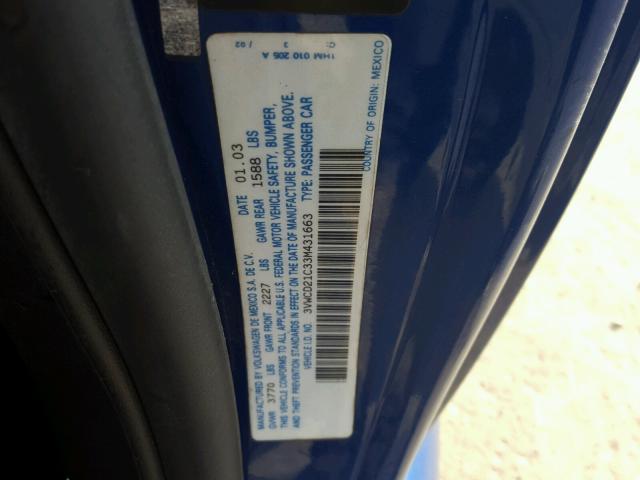 MANUFACTURED BY VOLKSWAGEN DE MEXICO S.A. DE C.V. DATE 01.03
GVWR 3770 LBS GAWR FRONT 2227 LBS GAWR REAR 1588 LBS
THIS VEHICLE CONFORMS TO ALL APPLICABLE U.S. FEDERAL MOTOR VEHICLE SAFETY, BUMPER,
AND THEFT PREVENTION STANDARDS IN EFFECT ON THE DATE OF MANUFACTURE SHOWN ABOVE.
VEHICLE I.D. NO. 3VWCD21C33M431663 TYPE: PASSENGER CAR
COUNTRY OF ORIGIN: MEXICO
1HM 010 205 A